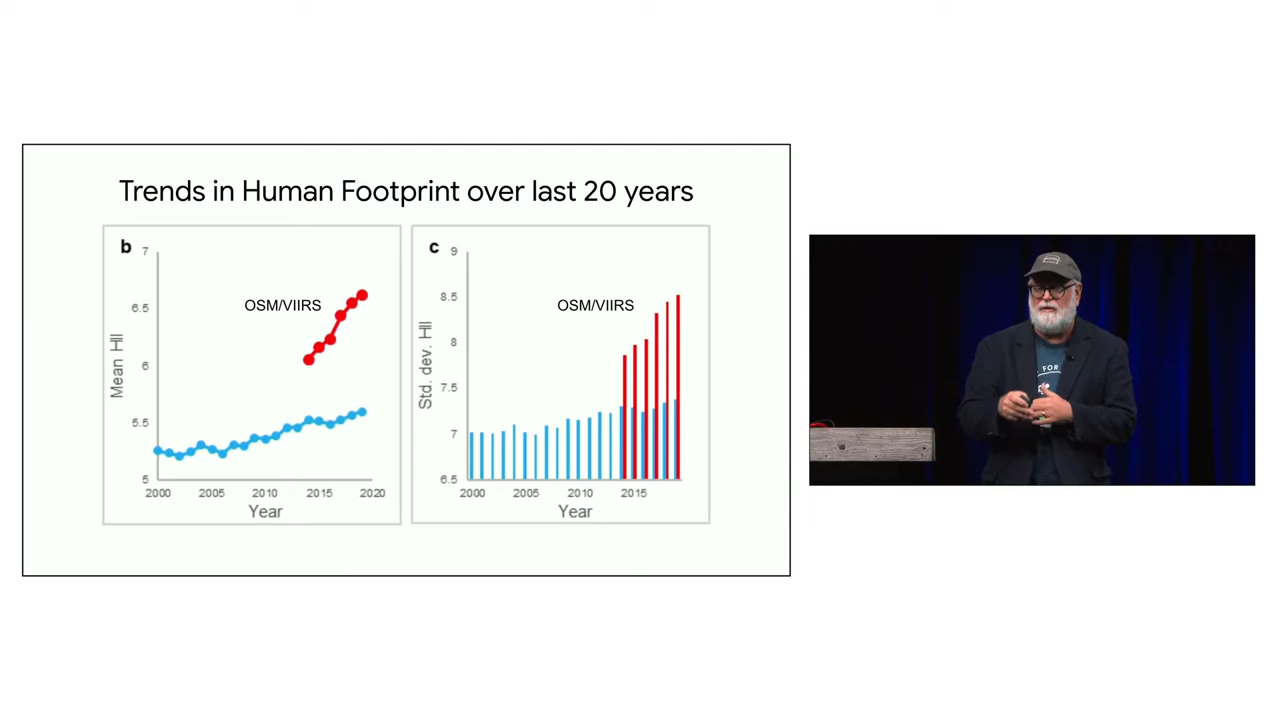 Trends in Human Footprint over last 20 years
b
7
6.5
6
5.5
5
Mean HII
OSM/VIIRS
2000 2005 2010 2015 2020
Year
c
9
8.5
8
7.5
7
6.5
Std. dev. HII
OSM/VIIRS
2000 2005 2010 2015
Year
FOR